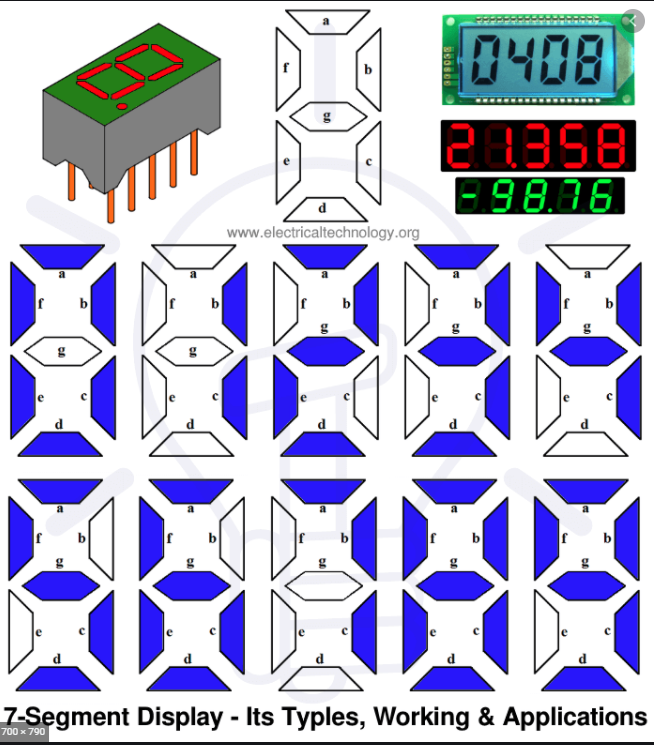 a
0408
f b
g
21.358
-98.76
e c
d
www.electricaltechnology.org
a a a a a
f b f b f b f b f b
g g g
g g
e c e c e c e c e c
d d d d d
a a a a a
f b f b f b f b f b
g g g g g
e c e c e c e c e c
d d d d d
7-Segment Display - Its Typles, Working & Applications
700 × 790